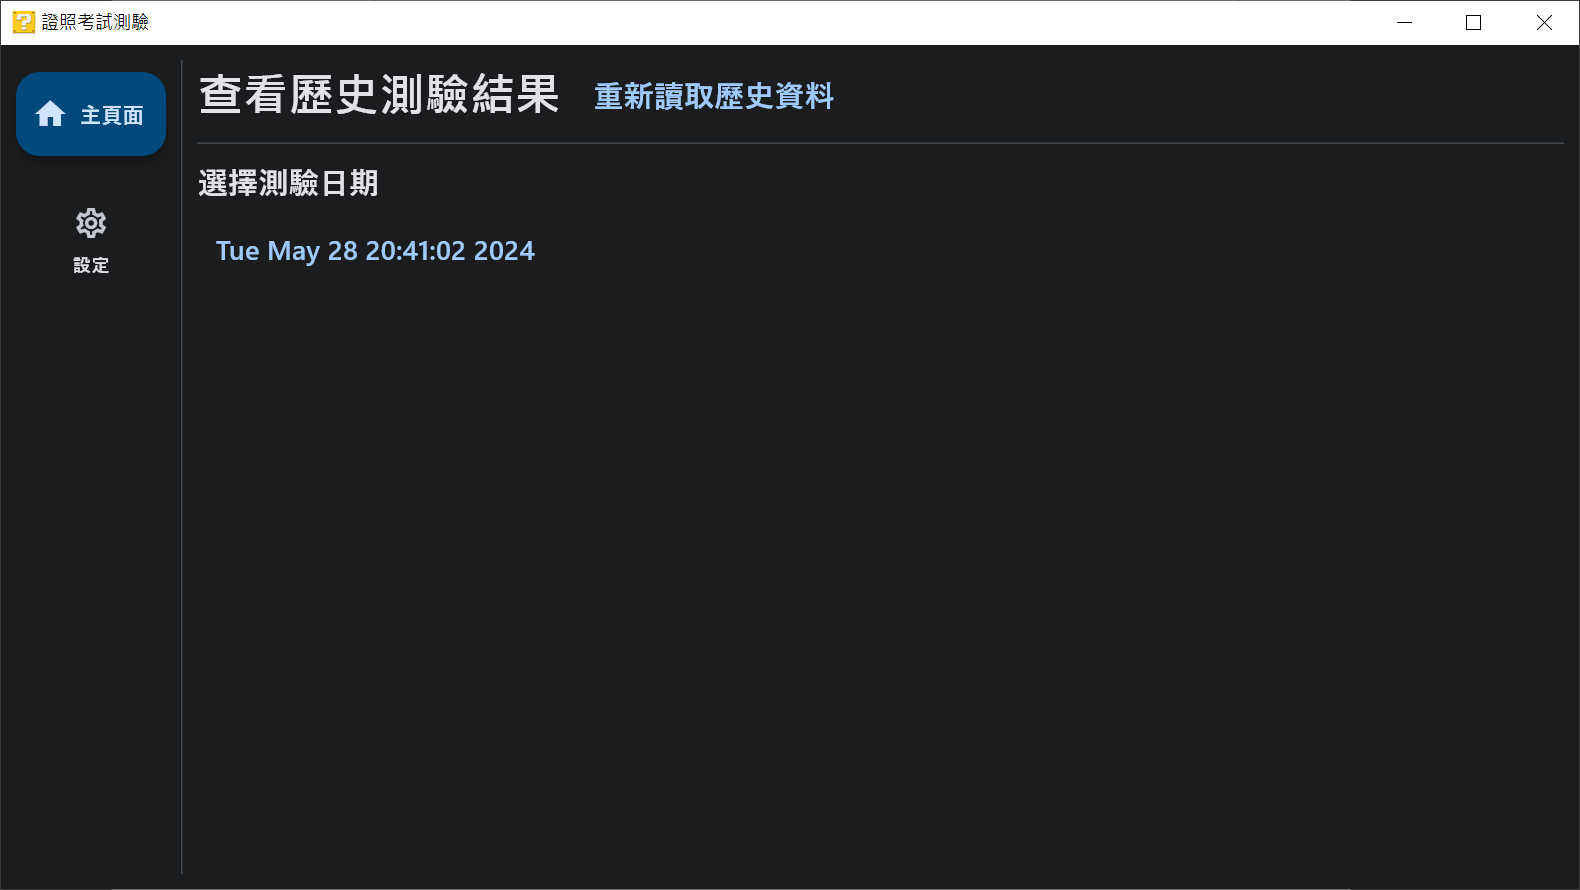 證照考試測驗
主頁面
設定
查看歷史測驗結果
重新讀取歷史資料
選擇測驗日期
Tue May 28 20:41:02 2024